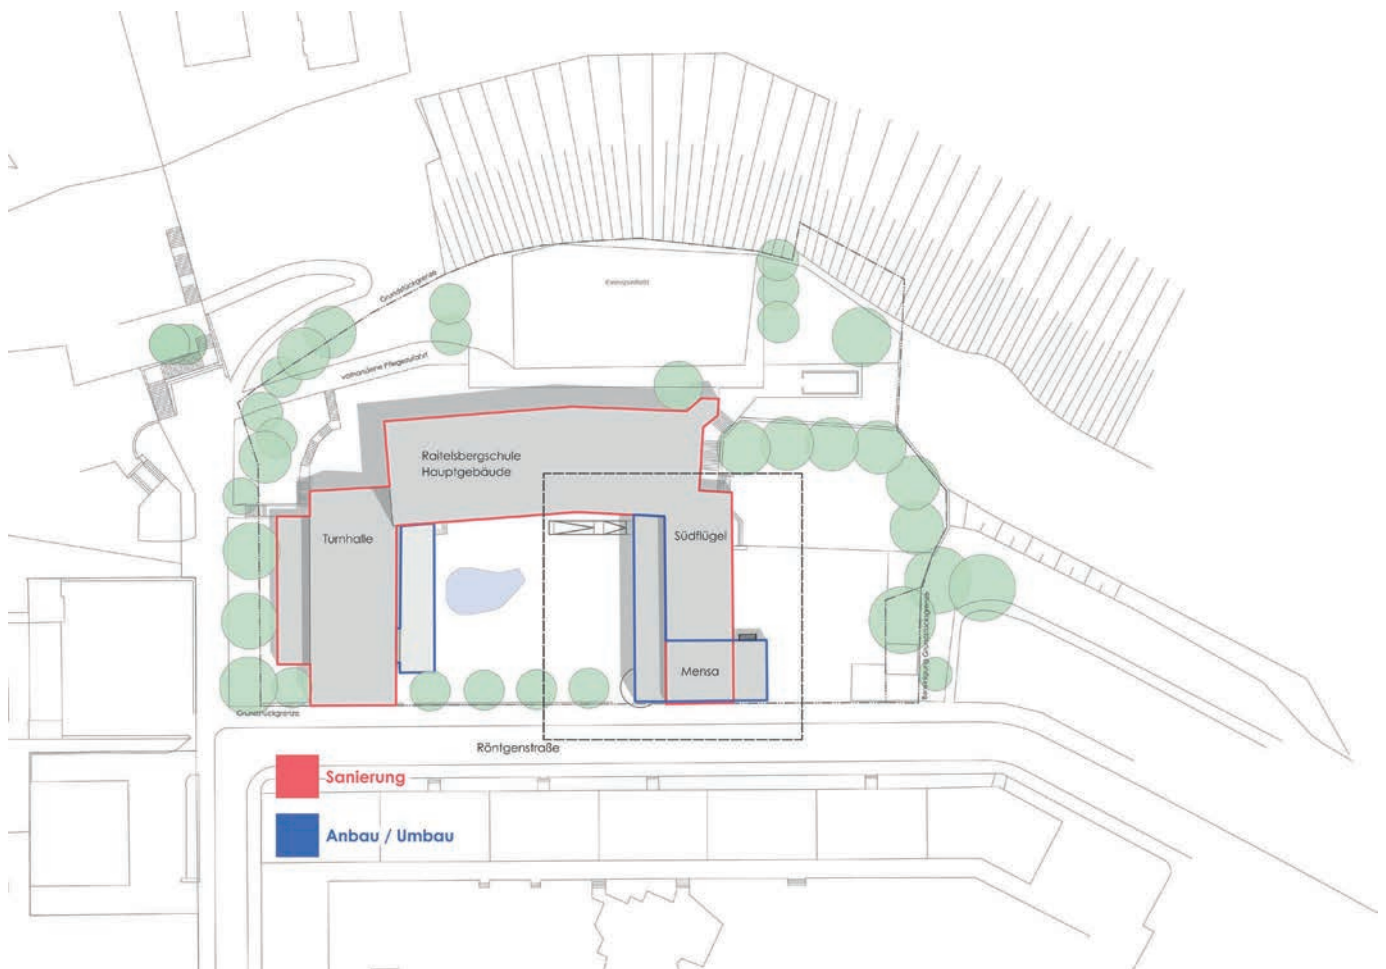 Grundstücksgrenze
vorhandene Pflegezufahrt
Raitelsbergschule
Hauptgebäude
Turnhalle
Südflügel
Mensa
Grundstücksgrenze
Röntgenstraße
Sanierung
Anbau / Umbau